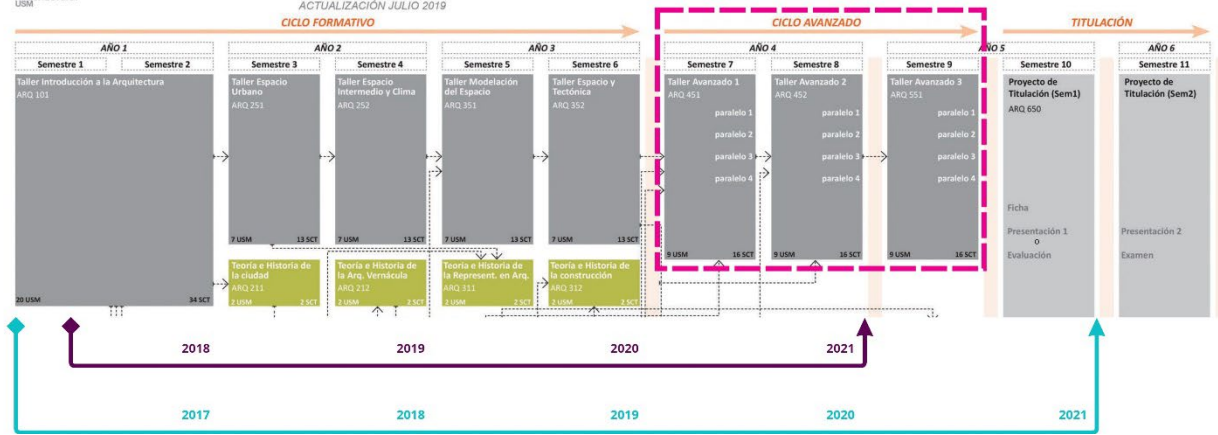 USM
ACTUALIZACIÓN JULIO 2019
CICLO FORMATIVO
CICLO AVANZADO
TITULACIÓN
AÑO 1
AÑO 2
AÑO 3
AÑO 4
AÑO 5
AÑO 6
Semestre 1
Semestre 2
Semestre 3
Semestre 4
Semestre 5
Semestre 6
Semestre 7
Semestre 8
Semestre 9
Semestre 10
Semestre 11
Taller Introducción a la Arquitectura
ARQ 101
20 USM
34 SCT
Taller Espacio
Urbano
ARQ 251
7 USM
13 SCT
Taller Espacio
Intermedio y Clima
ARQ 252
7 USM
13 SCT
Taller Modelación
del Espacio
ARQ 351
7 USM
13 SCT
Taller Espacio y
Tectónica
ARQ 352
7 USM
13 SCT
Taller Avanzado 1
ARQ 451
paralelo 1
paralelo 2
paralelo 3
paralelo 4
9 USM
16 SCT
Taller Avanzado 2
ARQ 452
paralelo 1
paralelo 2
paralelo 3
paralelo 4
9 USM
16 SCT
Taller Avanzado 3
ARQ 551
paralelo 1
paralelo 2
paralelo 3
paralelo 4
9 USM
16 SCT
Proyecto de
Titulación (Sem1)
ARQ 650
Ficha
Presentación 1
o
Evaluación
Proyecto de
Titulación (Sem2)
Presentación 2
Examen
Teoría e Historia de
la ciudad
ARQ 211
2 USM
2 SCT
Teoría e Historia de
la Arq. Vernácula
ARQ 212
2 USM
2 SCT
Teoría e Historia de
la Represent. en Arq.
ARQ 311
2 USM
2 SCT
Teoría e Historia de
la construcción
ARQ 312
2 USM
2 SCT
2018
2019
2020
2021
2017
2018
2019
2020
2021